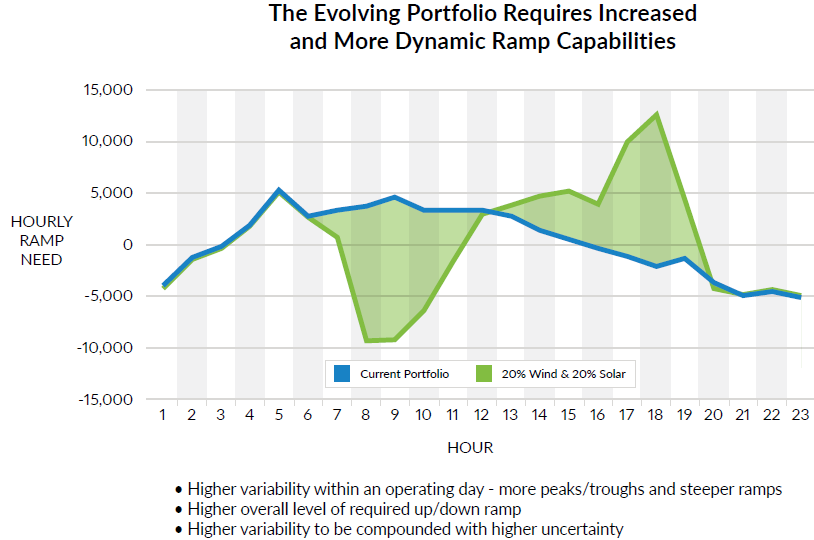 The Evolving Portfolio Requires Increased
and More Dynamic Ramp Capabilities
15,000
10,000
5,000
0
-5,000
-10,000
-15,000
HOURLY
RAMP
NEED
Current Portfolio
20% Wind & 20% Solar
1 2 3 4 5 6 7 8 9 10 11 12 13 14 15 16 17 18 19 20 21 22 23
HOUR
• Higher variability within an operating day - more peaks/troughs and steeper ramps
• Higher overall level of required up/down ramp
• Higher variability to be compounded with higher uncertainty